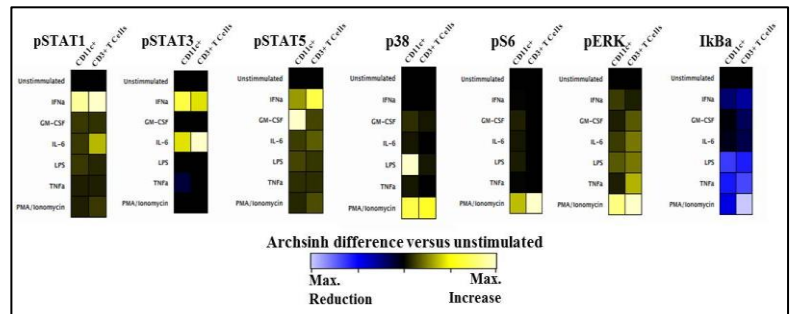 pSTAT1 pSTAT3 pSTAT5 p38 pS6 pERK IkBa
CD11c+ CD3+ T Cells CD11c+ CD3+ T Cells CD11c+ CD3+ T Cells CD11c+ CD3+ T Cells CD11c+ CD3+ T Cells CD11c+ CD3+ T Cells CD11c+ CD3+ T Cells
Unstimulated Unstimulated Unstimulated Unstimulated Unstimulated Unstimulated Unstimulated
IFNa IFNa IFNa IFNa IFNa IFNa IFNa
GM-CSF GM-CSF GM-CSF GM-CSF GM-CSF GM-CSF GM-CSF
IL-6 IL-6 IL-6 IL-6 IL-6 IL-6 IL-6
LPS LPS LPS LPS LPS LPS LPS
TNFa TNFa TNFa TNFa TNFa TNFa TNFa
PMA/Ionomycin PMA/Ionomycin PMA/Ionomycin PMA/Ionomycin PMA/Ionomycin PMA/Ionomycin PMA/Ionomycin
Archsinh difference versus unstimulated
Max. Max.
Reduction Increase